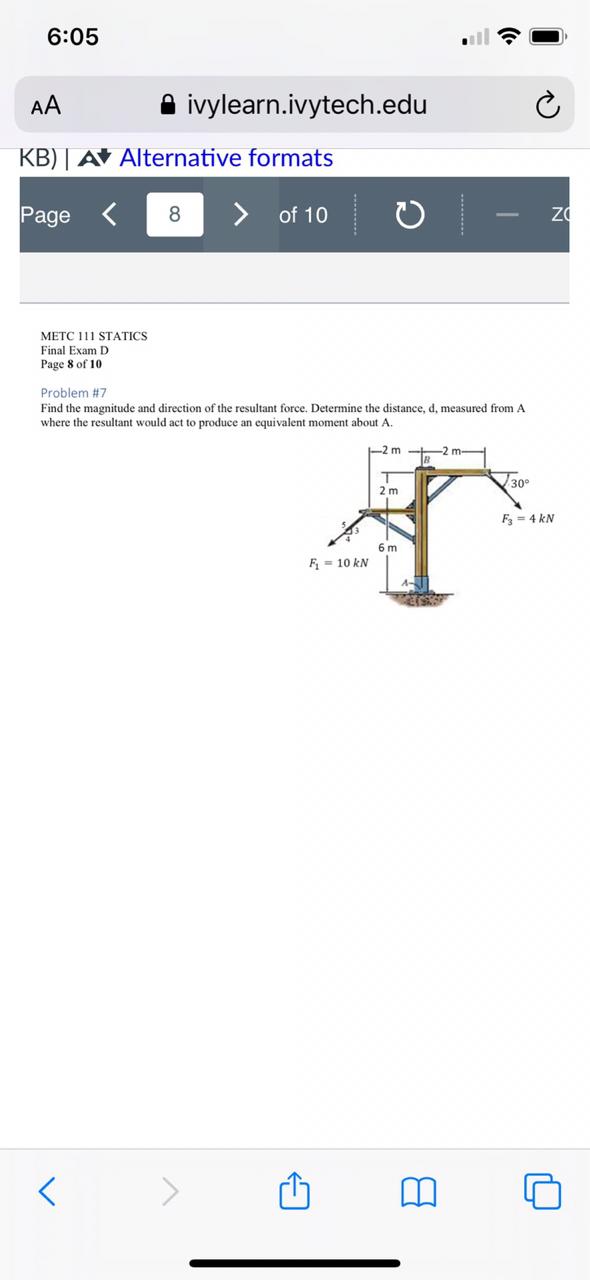 6:05
AA ivylearn.ivytech.edu
KB) | A Alternative formats
Page 8 of 10
METC 111 STATICS
Final Exam D
Page 8 of 10
Problem #7
Find the magnitude and direction of the resultant force. Determine the distance, d, measured from A
where the resultant would act to produce an equivalent moment about A.
2 m 2 m
B
2 m 30°
F₃ = 4 kN
5 3
4
6 m
F₁ = 10 kN
A